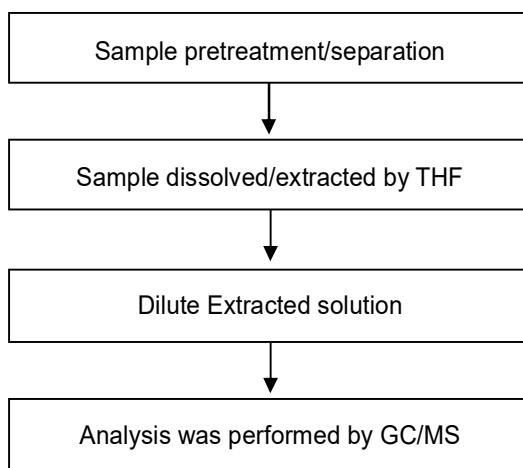 Sample pretreatment/separation
Sample dissolved/extracted by THF
Dilute Extracted solution
Analysis was performed by GC/MS